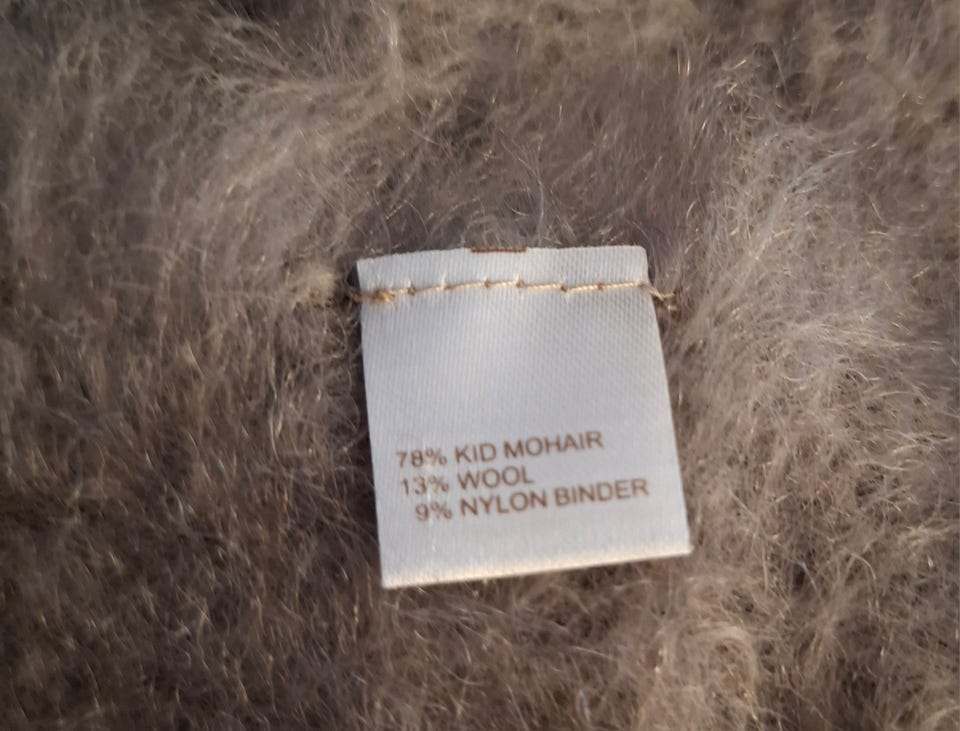 78% KID MOHAIR
13% WOOL
9% NYLON BINDER